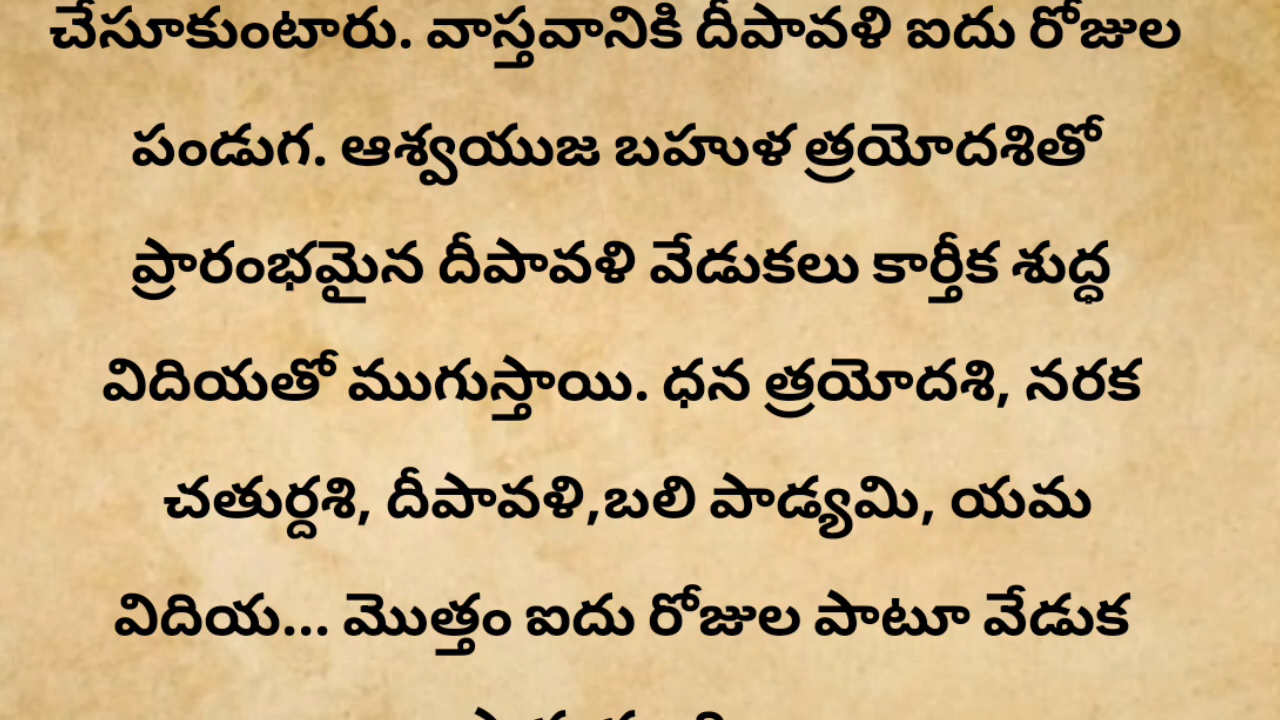 చేసూకుంటారు. వాస్తవానికి దీపావళి ఐదు రోజుల
పండుగ. ఆశ్వయుజ బహుళ త్రయోదశితో
ప్రారంభమైన దీపావళి వేడుకలు కార్తీక శుద్ధ
విదియతో ముగుస్తాయి. ధన త్రయోదశి, నరక
చతుర్దశి, దీపావళి,బలి పాడ్యమి, యమ
విదియ... మొత్తం ఐదు రోజుల పాటూ వేడుక